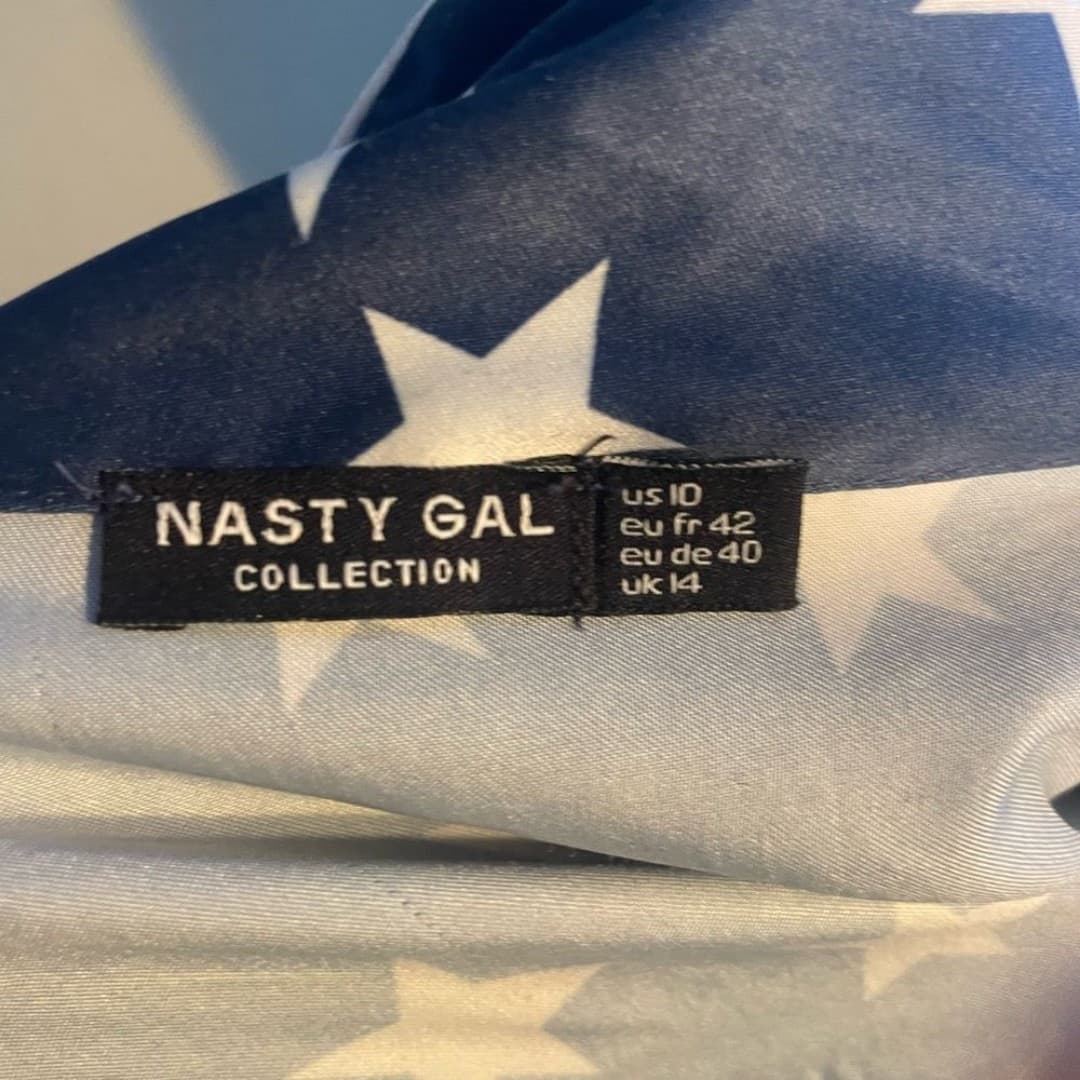 NASTY GAL
COLLECTION
us 10
eu fr 42
eu de 40
uk 14